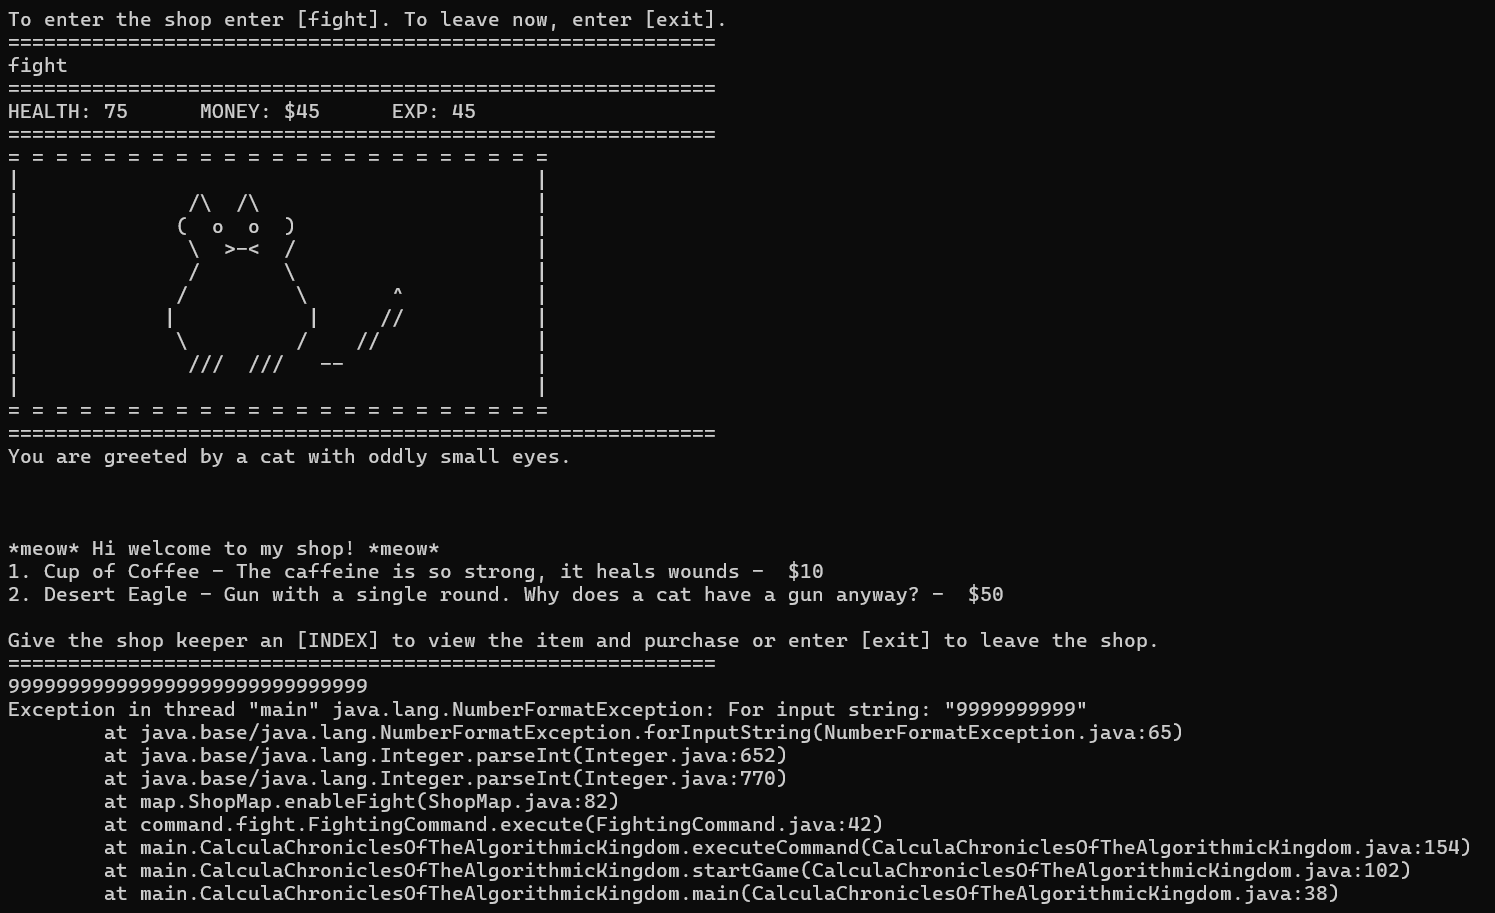 To enter the shop enter [fight]. To leave now, enter [exit].
===========================================================
fight
===========================================================
HEALTH: 75      MONEY: $45      EXP: 45
===========================================================
= = = = = = = = = = = = = = = = = = = = = = =
|                                           |
|              /\  /\                       |
|             (  o  o  )                    |
|              \  >-<  /                    |
|              /       \                    |
|             /         \       ^           |
|            |           |     //           |
|             \         /    //             |
|              ///  ///   --                |
|                                           |
= = = = = = = = = = = = = = = = = = = = = = =
===========================================================
You are greeted by a cat with oddly small eyes.
*meow* Hi welcome to my shop! *meow*
1. Cup of Coffee - The caffeine is so strong, it heals wounds -  $10
2. Desert Eagle - Gun with a single round. Why does a cat have a gun anyway? -  $50
Give the shop keeper an [INDEX] to view the item and purchase or enter [exit] to leave the shop.
===========================================================
999999999999999999999999999999
Exception in thread "main" java.lang.NumberFormatException: For input string: "9999999999"
        at java.base/java.lang.NumberFormatException.forInputString(NumberFormatException.java:65)
        at java.base/java.lang.Integer.parseInt(Integer.java:652)
        at java.base/java.lang.Integer.parseInt(Integer.java:770)
        at map.ShopMap.enableFight(ShopMap.java:82)
        at command.fight.FightingCommand.execute(FightingCommand.java:42)
        at main.CalculaChroniclesOfTheAlgorithmicKingdom.executeCommand(CalculaChroniclesOfTheAlgorithmicKingdom.java:154)
        at main.CalculaChroniclesOfTheAlgorithmicKingdom.startGame(CalculaChroniclesOfTheAlgorithmicKingdom.java:102)
        at main.CalculaChroniclesOfTheAlgorithmicKingdom.main(CalculaChroniclesOfTheAlgorithmicKingdom.java:38)